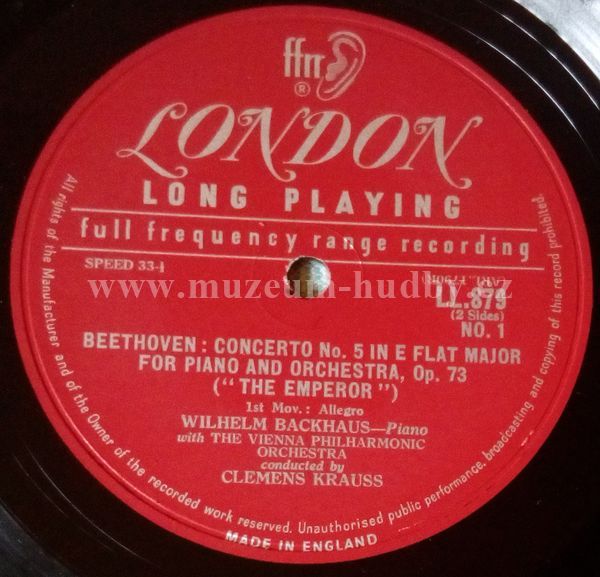 ffrr
®
LONDON
LONG PLAYING
full frequency range recording
SPEED 33-⅓
LL.879
(2 Sides)
NO. 1
BEETHOVEN : CONCERTO No. 5 IN E FLAT MAJOR
FOR PIANO AND ORCHESTRA, Op. 73
(“ THE EMPEROR ”)
1st Mov. : Allegro
WILHELM BACKHAUS—Piano
with THE VIENNA PHILHARMONIC
ORCHESTRA
conducted by
CLEMENS KRAUSS
All rights of the Manufacturer and of the Owner of the recorded work reserved. Unauthorised public performance, broadcasting and copying of this record prohibited.
MADE IN ENGLAND
www.muzeum-hudby.cz